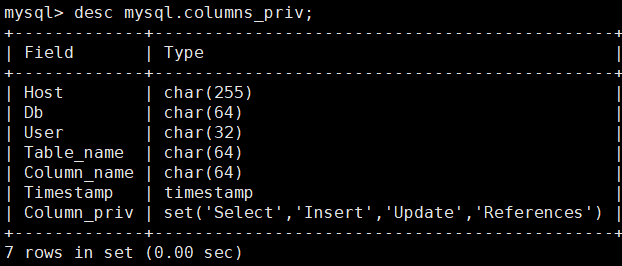 mysql> desc mysql.columns_priv;
+-------------+----------------------------------------------+
| Field       | Type                                         |
+-------------+----------------------------------------------+
| Host        | char(255)                                    |
| Db          | char(64)                                     |
| User        | char(32)                                     |
| Table_name  | char(64)                                     |
| Column_name | char(64)                                     |
| Timestamp   | timestamp                                    |
| Column_priv | set('Select','Insert','Update','References') |
+-------------+----------------------------------------------+
7 rows in set (0.00 sec)